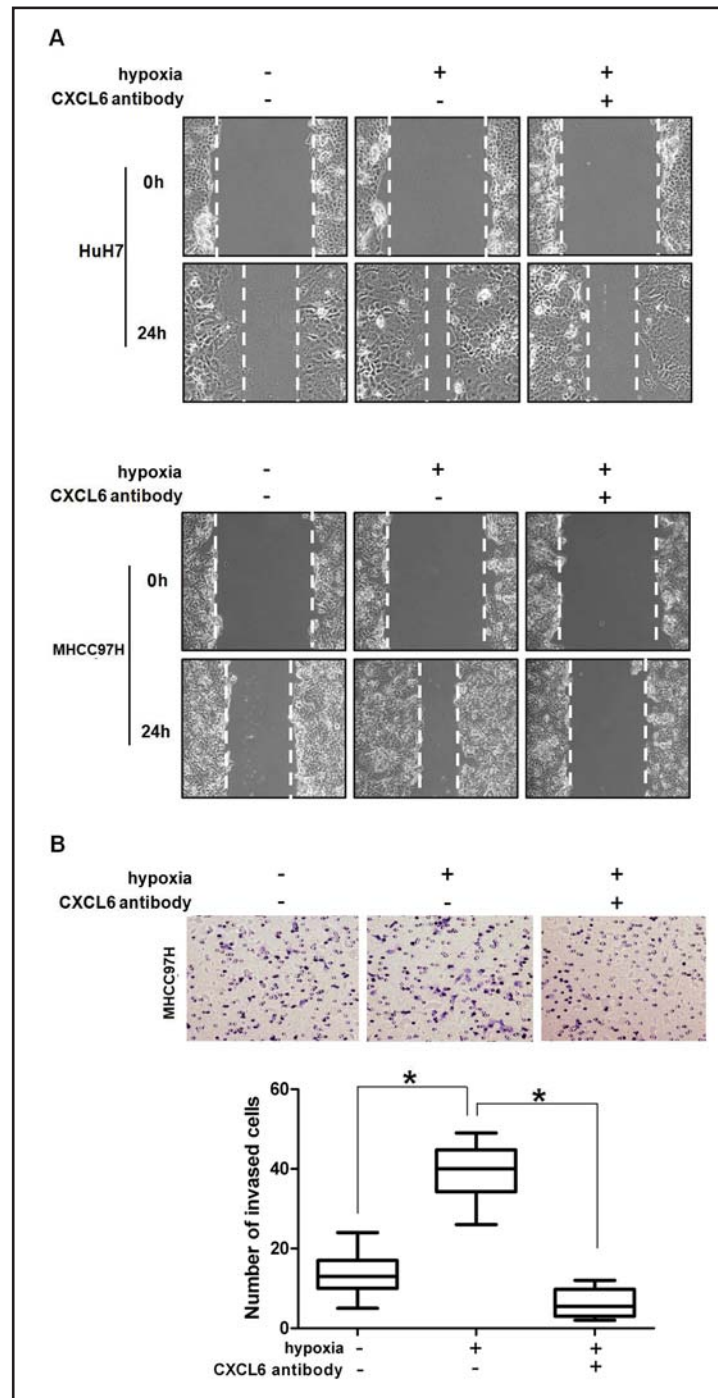 A
hypoxia - + +
CXCL6 antibody - - +
0h
HuH7
24h
hypoxia - + +
CXCL6 antibody - - +
0h
MHCC97H
24h
B
hypoxia - + +
CXCL6 antibody - - +
MHCC97H
* *
60
40
20
0
Number of invased cells
hypoxia - + +
CXCL6 antibody - - +